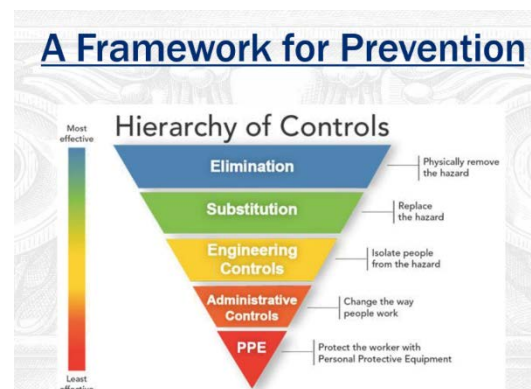 A Framework for Prevention
Hierarchy of Controls
Most
effective
Elimination
Physically remove
the hazard
Substitution
Replace
the hazard
Engineering
Controls
Isolate people
from the hazard
Administrative
Controls
Change the way
people work
PPE
Protect the worker with
Personal Protective Equipment
Least
effective